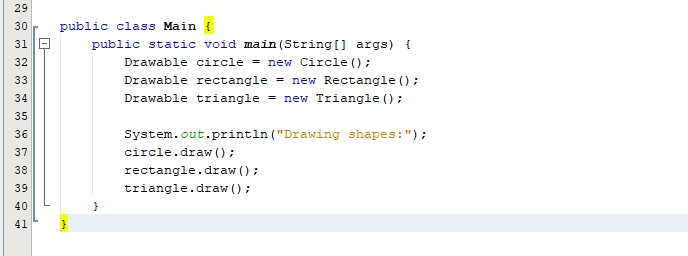 29
30 public class Main {
31 public static void main(String[] args) {
32 Drawable circle = new Circle();
33 Drawable rectangle = new Rectangle();
34 Drawable triangle = new Triangle();
35
36 System.out.println("Drawing shapes:");
37 circle.draw();
38 rectangle.draw();
39 triangle.draw();
40 }
41 }